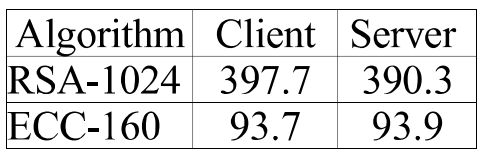 Algorithm Client Server
RSA-1024 397.7 390.3
ECC-160 93.7 93.9